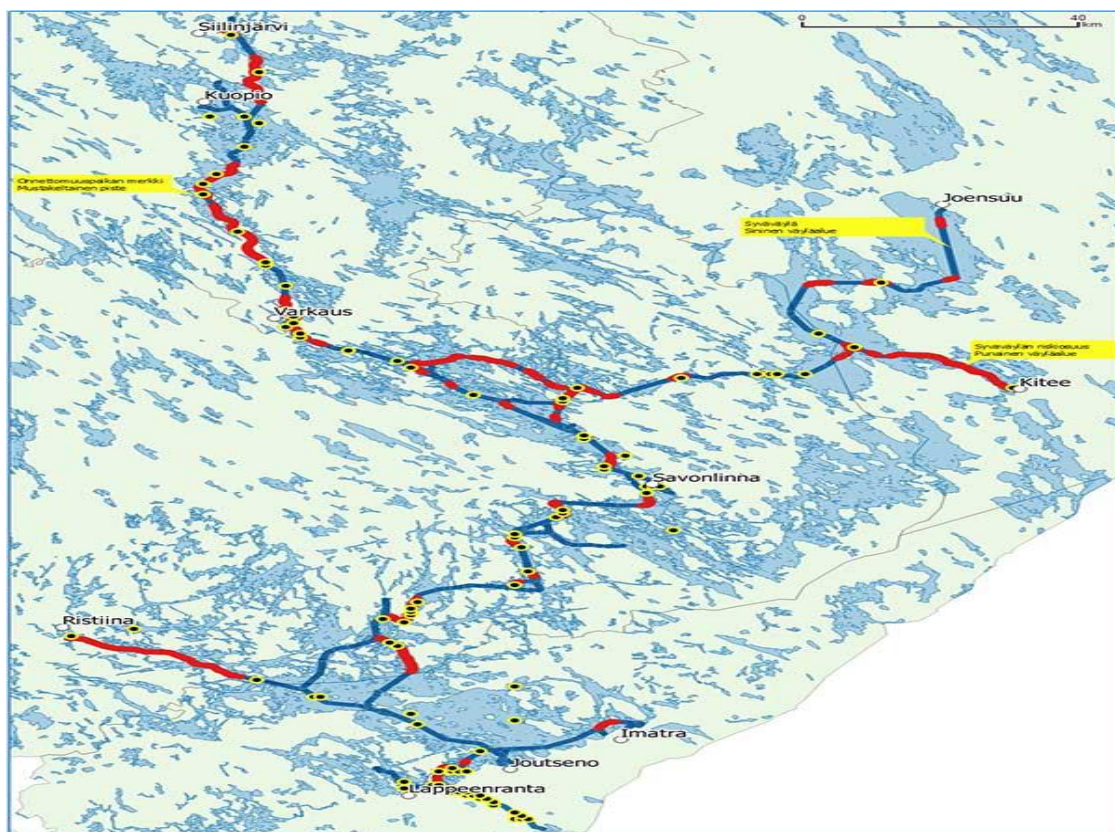 Siilinjärvi
0 40
km
Kuopio
Onnettomuuspaikan merkki
Mustakeltainen piste
Joensuu
Syväväylä
Sininen väyläalue
Varkaus
Syväväylän riskiosuus
Punainen väyläalue
Kitee
Savonlinna
Ristiina
Imatra
Joutseno
Lappeenranta